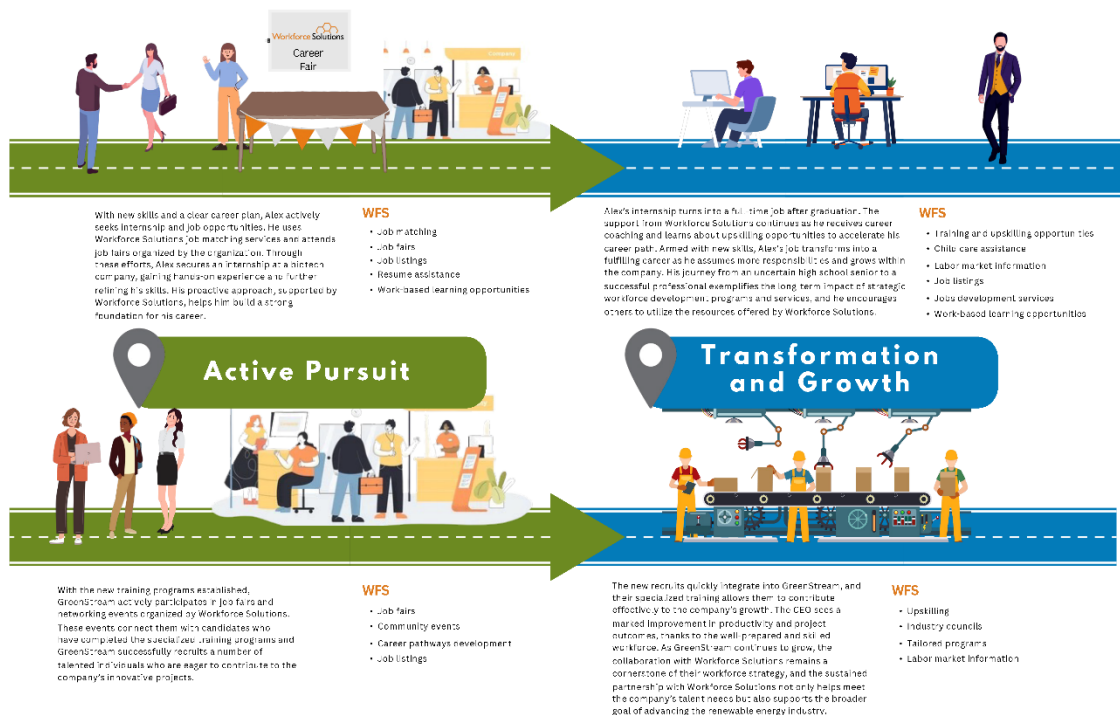 Workforce Solutions
Career
Fair
Company
With new skills and a clear career plan, Alex actively
seeks internship and job opportunities. He uses
Workforce Solutions job matching services and attends
job fairs organized by the organization. Through
these efforts, Alex secures an internship at a biotech
company, gaining hands-on experience and further
refining his skills. His proactive approach, supported by
Workforce Solutions, helps him build a strong
foundation for his career.
WFS
• Job matching
• Job fairs
• Job listings
• Resume assistance
• Work-based learning opportunities
Alex's internship turns into a full time job after graduation. The
support from Workforce Solutions continues as he receives career
coaching and learns about upskilling opportunities to accelerate his
career path. Armed with new skills, Alex's job transforms into a
fulfilling career as he assumes more responsibilities and grows within
the company. His journey from an uncertain high school senior to a
successful professional exemplifies the long term impact of strategic
workforce development programs and services, and he encourages
others to utilize the resources offered by Workforce Solutions.
WFS
• Training and upskilling opportunities
• Child care assistance
• Labor market information
• Job listings
• Jobs development services
• Work-based learning opportunities
Active Pursuit
Transformation
and Growth
With the new training programs established,
GreenStream actively participates in job fairs and
networking events organized by Workforce Solutions.
These events connect them with candidates who
have completed the specialized training programs and
GreenStream successfully recruits a number of
talented individuals who are eager to contribute to the
company's innovative projects.
WFS
• Job fairs
• Community events
• Career pathways development
• Job listings
The new recruits quickly integrate into GreenStream, and
their specialized training allows them to contribute
effectively to the company's growth. The CEO sees a
marked improvement in productivity and project
outcomes, thanks to the well-prepared and skilled
workforce. As GreenStream continues to grow, the
collaboration with Workforce Solutions remains a
cornerstone of their workforce strategy, and the sustained
partnership with Workforce Solutions not only helps meet
the company's talent needs but also supports the broader
goal of advancing the renewable energy industry.
WFS
• Upskilling
• Industry councils
• Tailored programs
• Labor market information